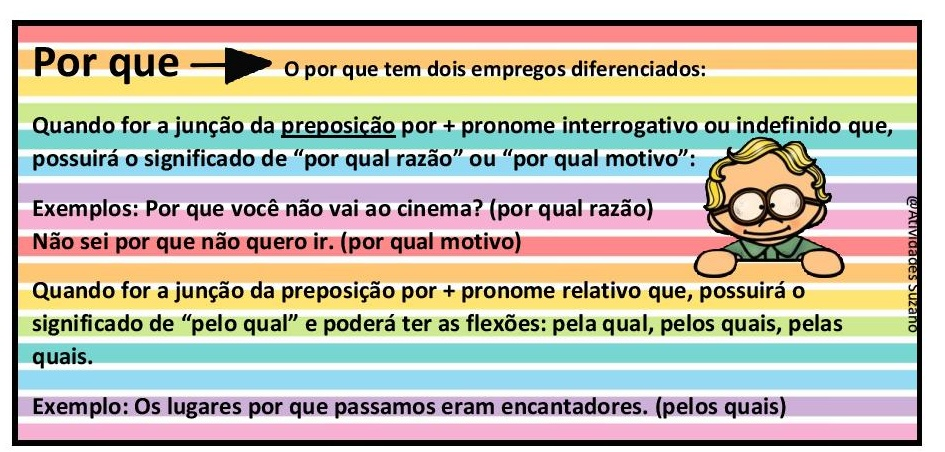 Por que
O por que tem dois empregos diferenciados:
Quando for a junção da preposição por + pronome interrogativo ou indefinido que,
possuirá o significado de “por qual razão” ou “por qual motivo”:
Exemplos: Por que você não vai ao cinema? (por qual razão)
Não sei por que não quero ir. (por qual motivo)
Quando for a junção da preposição por + pronome relativo que, possuirá o
significado de “pelo qual” e poderá ter as flexões: pela qual, pelos quais, pelas
quais.
Exemplo: Os lugares por que passamos eram encantadores. (pelos quais)
@Atividades Suzano